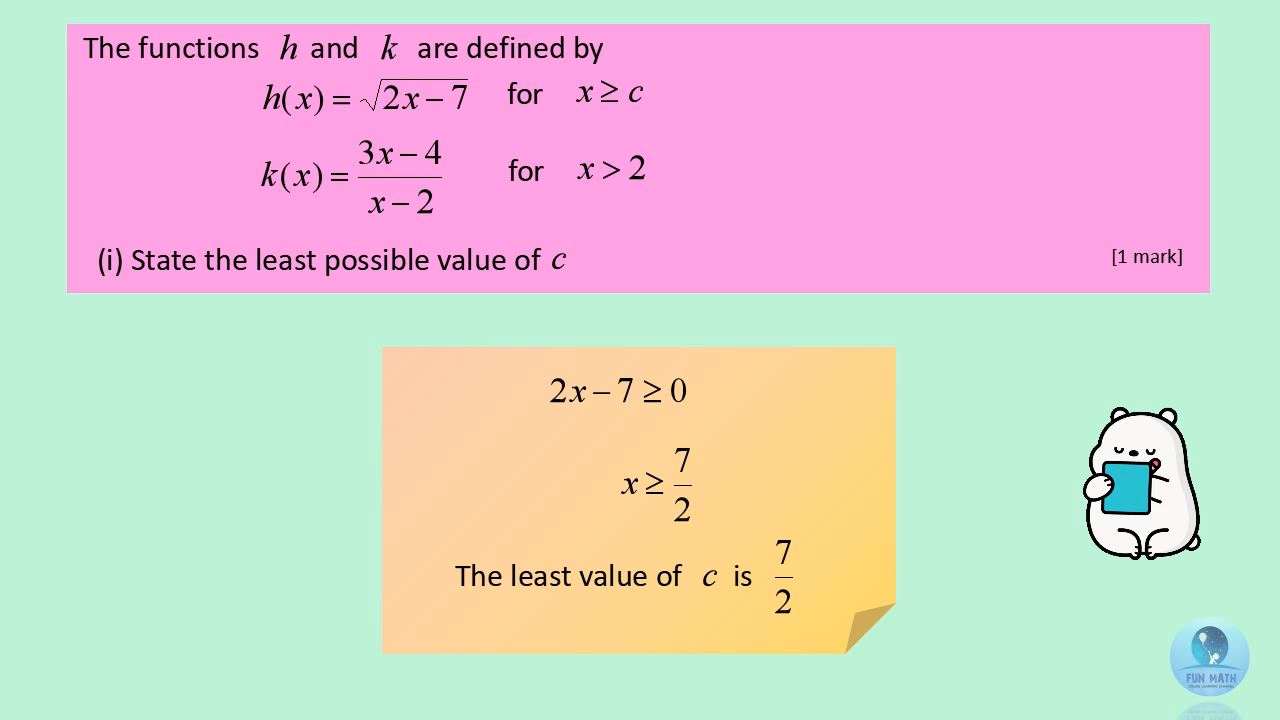 The functions h and k are defined by
h(x) = √(2x − 7) for x ≥ c
k(x) = (3x − 4)/(x − 2) for x > 2
(i) State the least possible value of c [1 mark]
2x − 7 ≥ 0
x ≥ 7/2
The least value of c is 7/2
FUN MATH